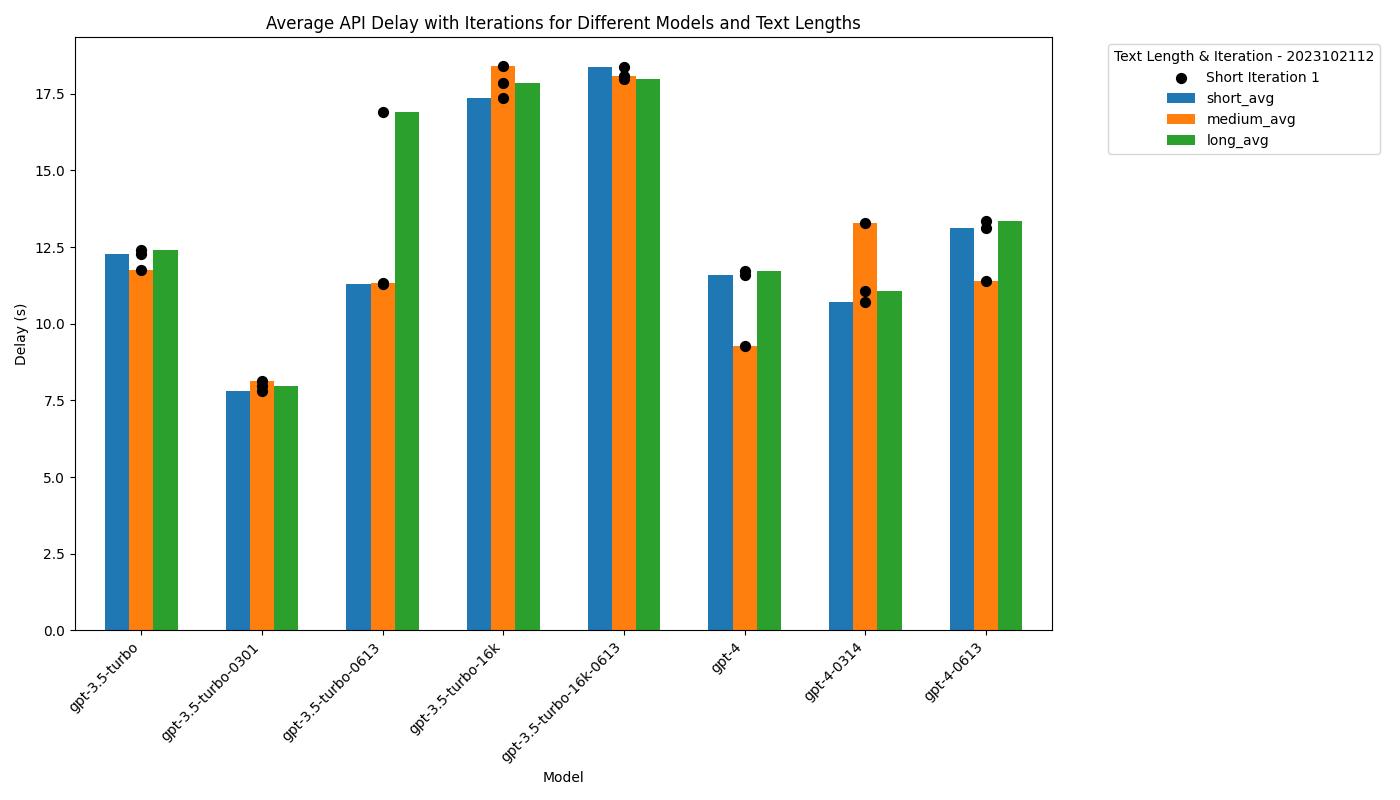 Average API Delay with Iterations for Different Models and Text Lengths
Text Length & Iteration - 2023102112
Short Iteration 1
short_avg
medium_avg
long_avg
Delay (s)
17.5
15.0
12.5
10.0
7.5
5.0
2.5
0.0
gpt-3.5-turbo
gpt-3.5-turbo-0301
gpt-3.5-turbo-0613
gpt-3.5-turbo-16k
gpt-3.5-turbo-16k-0613
gpt-4
gpt-4-0314
gpt-4-0613
Model